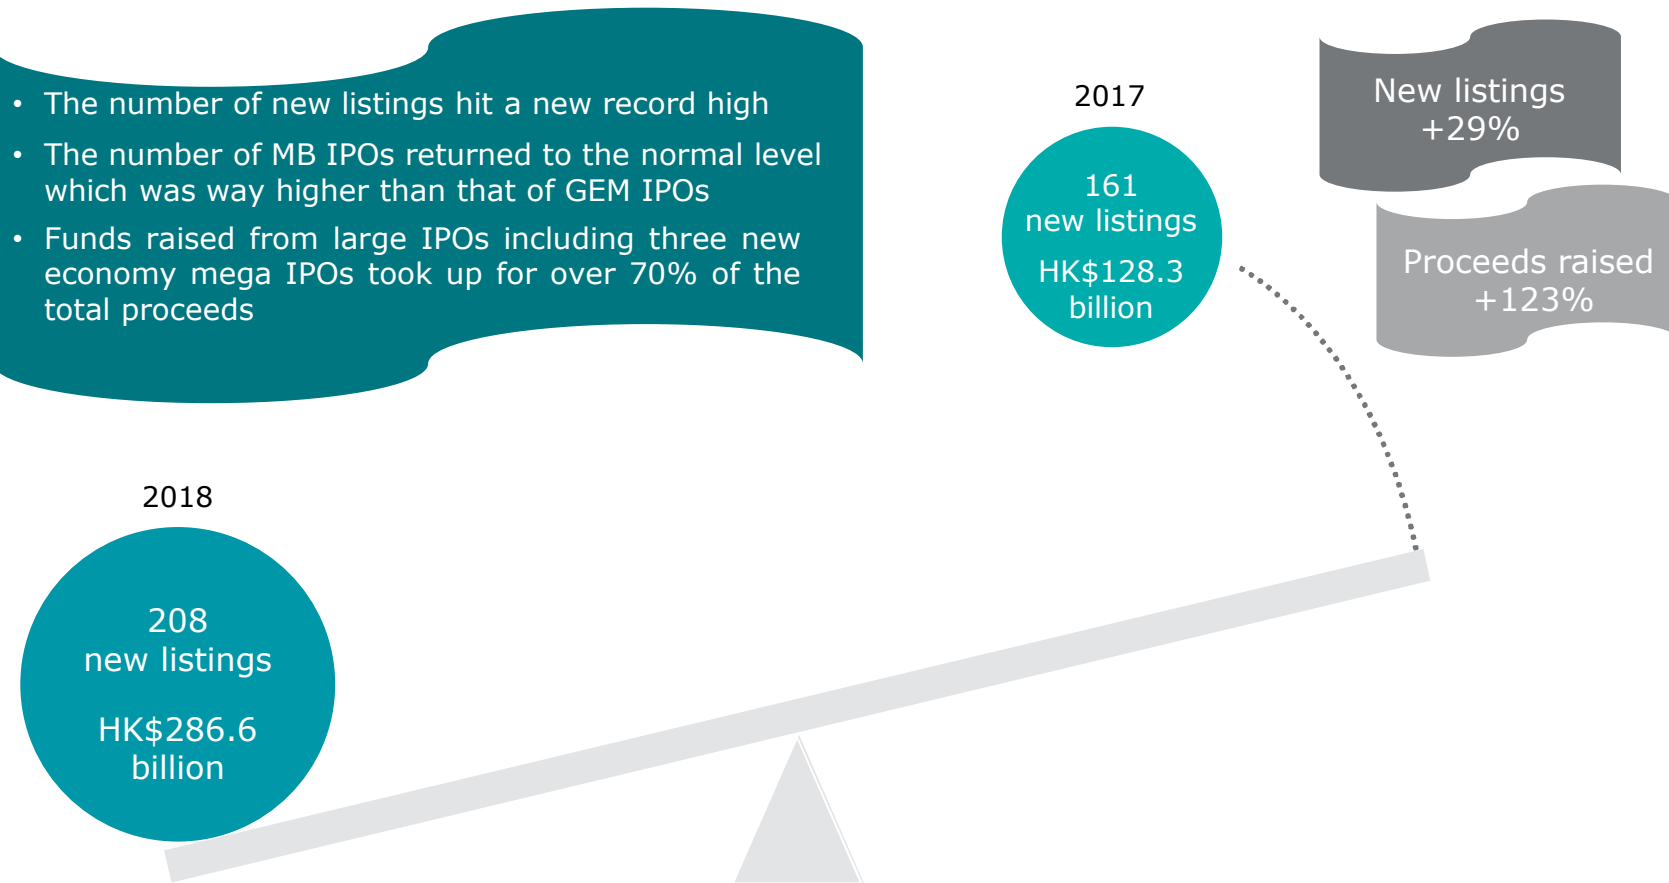 • The number of new listings hit a new record high
• The number of MB IPOs returned to the normal level
which was way higher than that of GEM IPOs
• Funds raised from large IPOs including three new
economy mega IPOs took up for over 70% of the
total proceeds
2017
161
new listings
HK$128.3
billion
New listings
+29%
Proceeds raised
+123%
2018
208
new listings
HK$286.6
billion